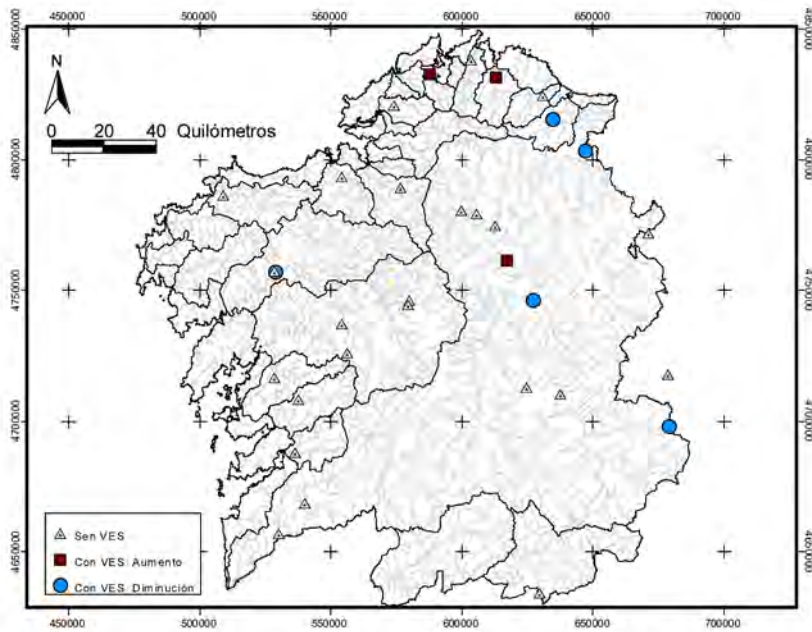 450000 500000 550000 600000 650000 700000
4850000 4850000
N
0 20 40 Quilómetros
4800000 4800000
4750000 4750000
4700000 4700000
4650000 4650000
Sen VES
Con VES: Aumento
Con VES: Diminución
450000 500000 550000 600000 650000 700000